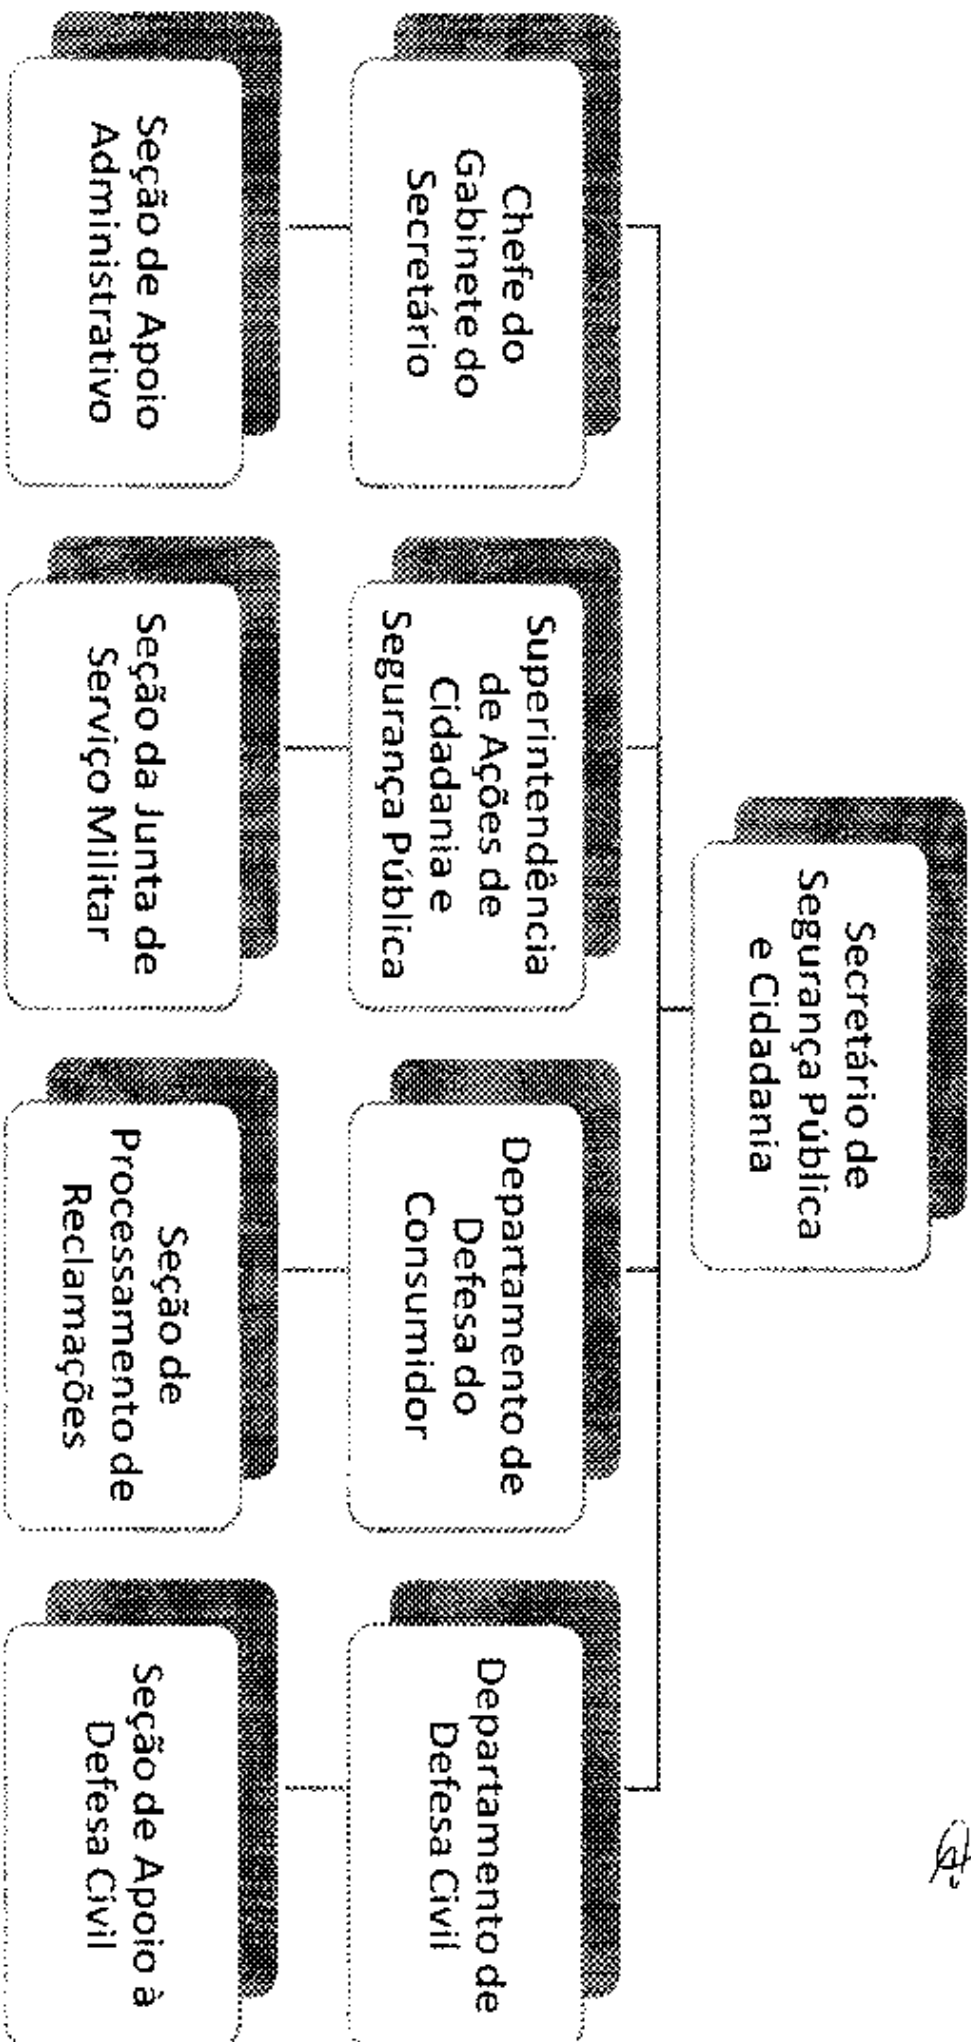 Secretário de
Segurança Pública
e Cidadania
Chefe do
Gabinete do
Secretário
Superintendência
de Ações de
Cidadania e
Segurança Pública
Departamento de
Defesa do
Consumidor
Departamento de
Defesa Civil
Seção de Apoio
Administrativo
Seção da Junta de
Serviço Militar
Seção de
Processamento de
Reclamações
Seção de Apoio à
Defesa Civil